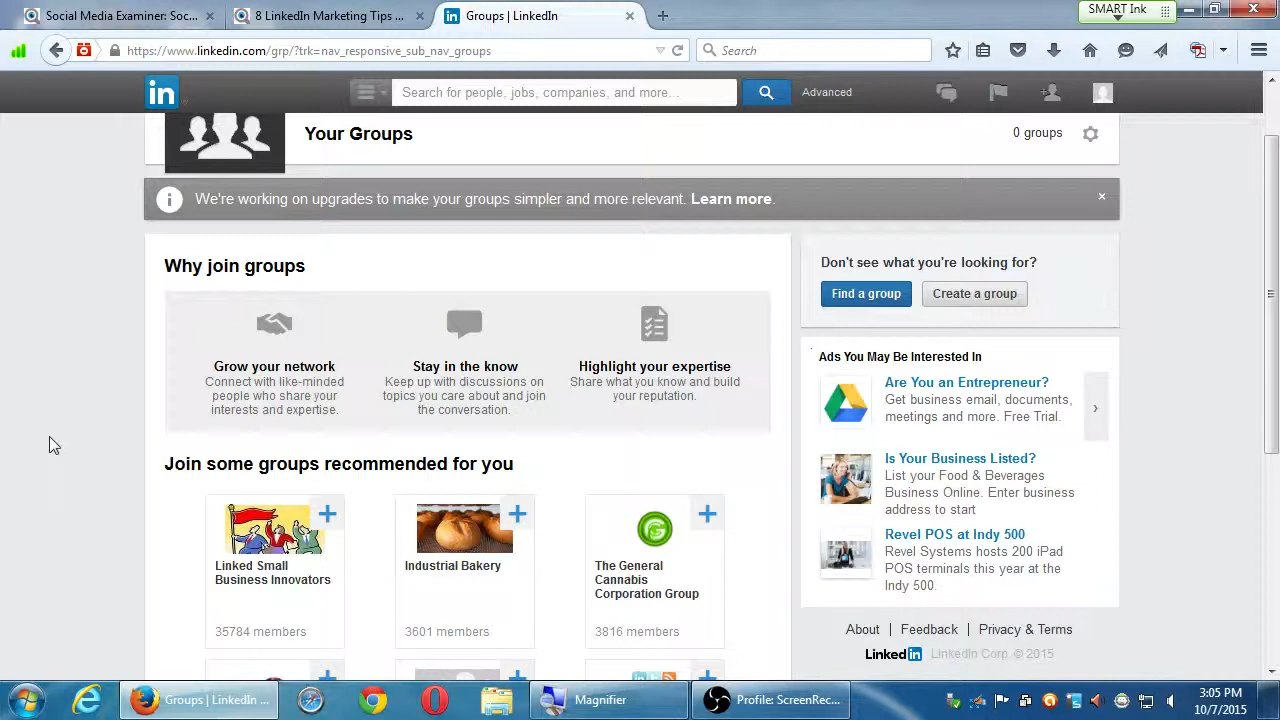 Social Media Examiner: Soc...
8 LinkedIn Marketing Tips ...
Groups | LinkedIn
SMART Ink
https://www.linkedin.com/grp/?trk=nav_responsive_sub_nav_groups
Search
in
Search for people, jobs, companies, and more...
Advanced
Your Groups
0 groups
We're working on upgrades to make your groups simpler and more relevant. Learn more.
Why join groups
Grow your network
Connect with like-minded
people who share your
interests and expertise.
Stay in the know
Keep up with discussions on
topics you care about and join
the conversation.
Highlight your expertise
Share what you know and build
your reputation.
Join some groups recommended for you
Linked Small
Business Innovators
35784 members
Industrial Bakery
3601 members
G
The General
Cannabis
Corporation Group
3816 members
Don't see what you're looking for?
Find a group
Create a group
Ads You May Be Interested In
Are You an Entrepreneur?
Get business email, documents,
meetings and more. Free Trial.
Is Your Business Listed?
List your Food & Beverages
Business Online. Enter business
address to start
Revel POS at Indy 500
Revel Systems hosts 200 iPad
POS terminals this year at the
Indy 500.
About | Feedback | Privacy & Terms
Linked in LinkedIn Corp. © 2015
Groups | LinkedIn ...
Magnifier
Profile: ScreenRec...
3:05 PM
10/7/2015